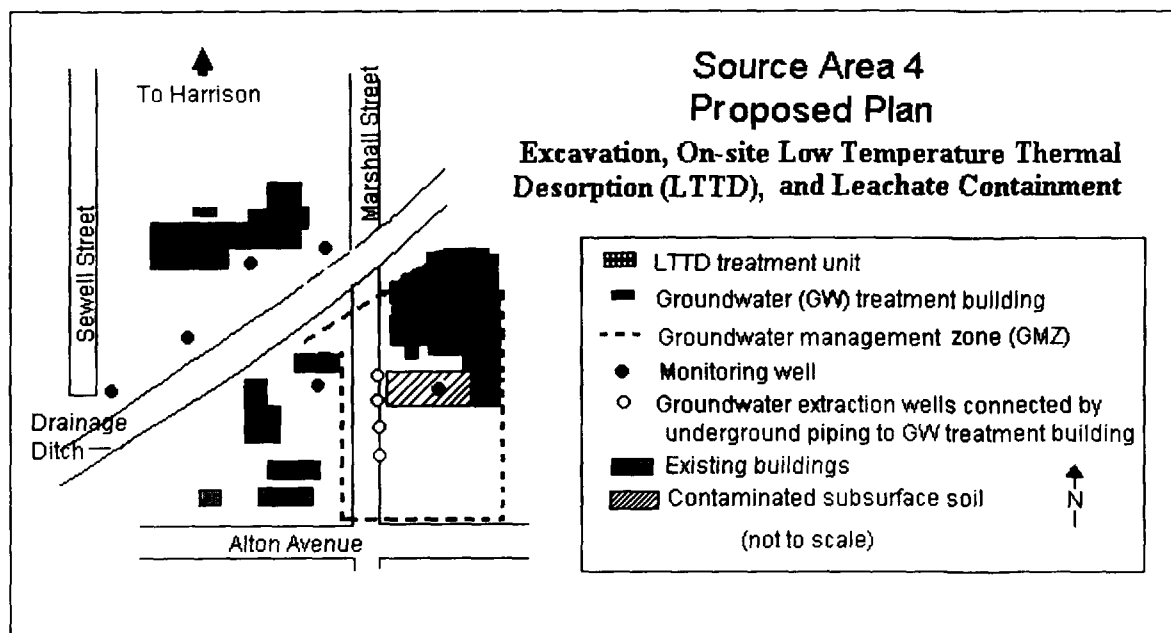 Source Area 4
Proposed Plan
Excavation, On-site Low Temperature Thermal
Desorption (LTTD), and Leachate Containment
To Harrison
Sewell Street
Marshall Street
Drainage
Ditch
Alton Avenue
LTTD treatment unit
Groundwater (GW) treatment building
Groundwater management zone (GMZ)
Monitoring well
Groundwater extraction wells connected by
underground piping to GW treatment building
Existing buildings
Contaminated subsurface soil
(not to scale)
N